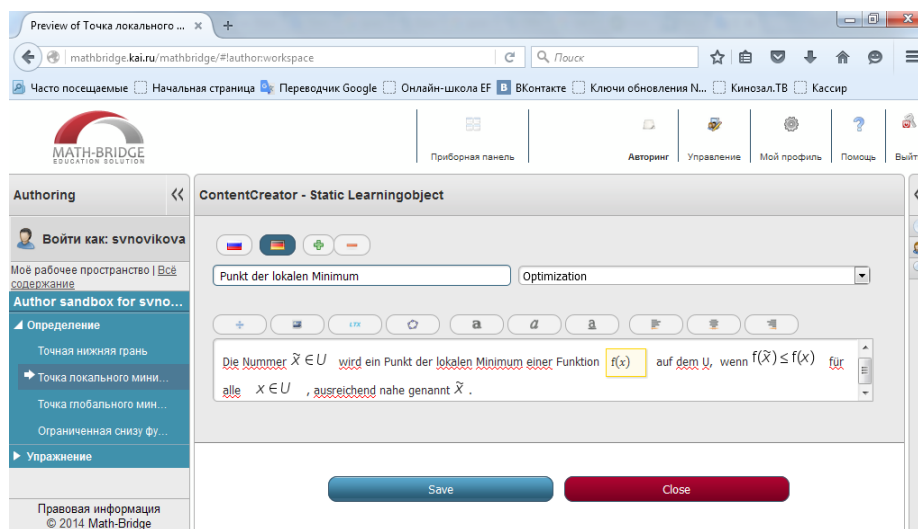 Preview of Точка локального ... × +
mathbridge.kai.ru/mathbridge/#!author:workspace Поиск
Часто посещаемые Начальная страница Переводчик Google Онлайн-школа EF ВКонтакте Ключи обновления N... Кинозал.ТВ Кассир
MATH-BRIDGE
EDUCATION SOLUTION
Приборная панель Авторинг Управление Мой профиль Помощь Выйт
Authoring ContentCreator - Static Learningobject
Войти как: svnovikova
Моё рабочее пространство | Всё
содержание
Punkt der lokalen Minimum Optimization
Author sandbox for svno...
Определение
LTX a a a
Точная нижняя грань
Die Nummer x̃ ∈ U wird ein Punkt der lokalen Minimum einer Funktion f(x) auf dem U, wenn f(x̃) ≤ f(x) für
Точка локального мини...
alle x ∈ U , ausreichend nahe genannt x̃ .
Точка глобального мин...
Ограниченная снизу фу...
Упражнение
Save Close
Правовая информация
© 2014 Math-Bridge